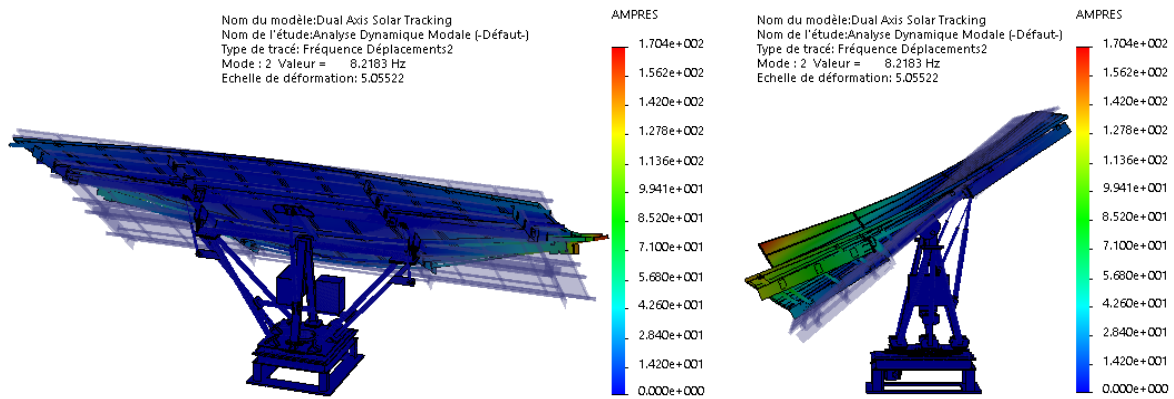 Nom du modèle:Dual Axis Solar Tracking
Nom de l'étude:Analyse Dynamique Modale (-Défaut-)
Type de tracé: Fréquence Déplacements2
Mode : 2 Valeur = 8.2183 Hz
Echelle de déformation: 5.05522
AMPRES
1.704e+002
1.562e+002
1.420e+002
1.278e+002
1.136e+002
9.941e+001
8.520e+001
7.100e+001
5.680e+001
4.260e+001
2.840e+001
1.420e+001
0.000e+000
Nom du modèle:Dual Axis Solar Tracking
Nom de l'étude:Analyse Dynamique Modale (-Défaut-)
Type de tracé: Fréquence Déplacements2
Mode : 2 Valeur = 8.2183 Hz
Echelle de déformation: 5.05522
AMPRES
1.704e+002
1.562e+002
1.420e+002
1.278e+002
1.136e+002
9.941e+001
8.520e+001
7.100e+001
5.680e+001
4.260e+001
2.840e+001
1.420e+001
0.000e+000